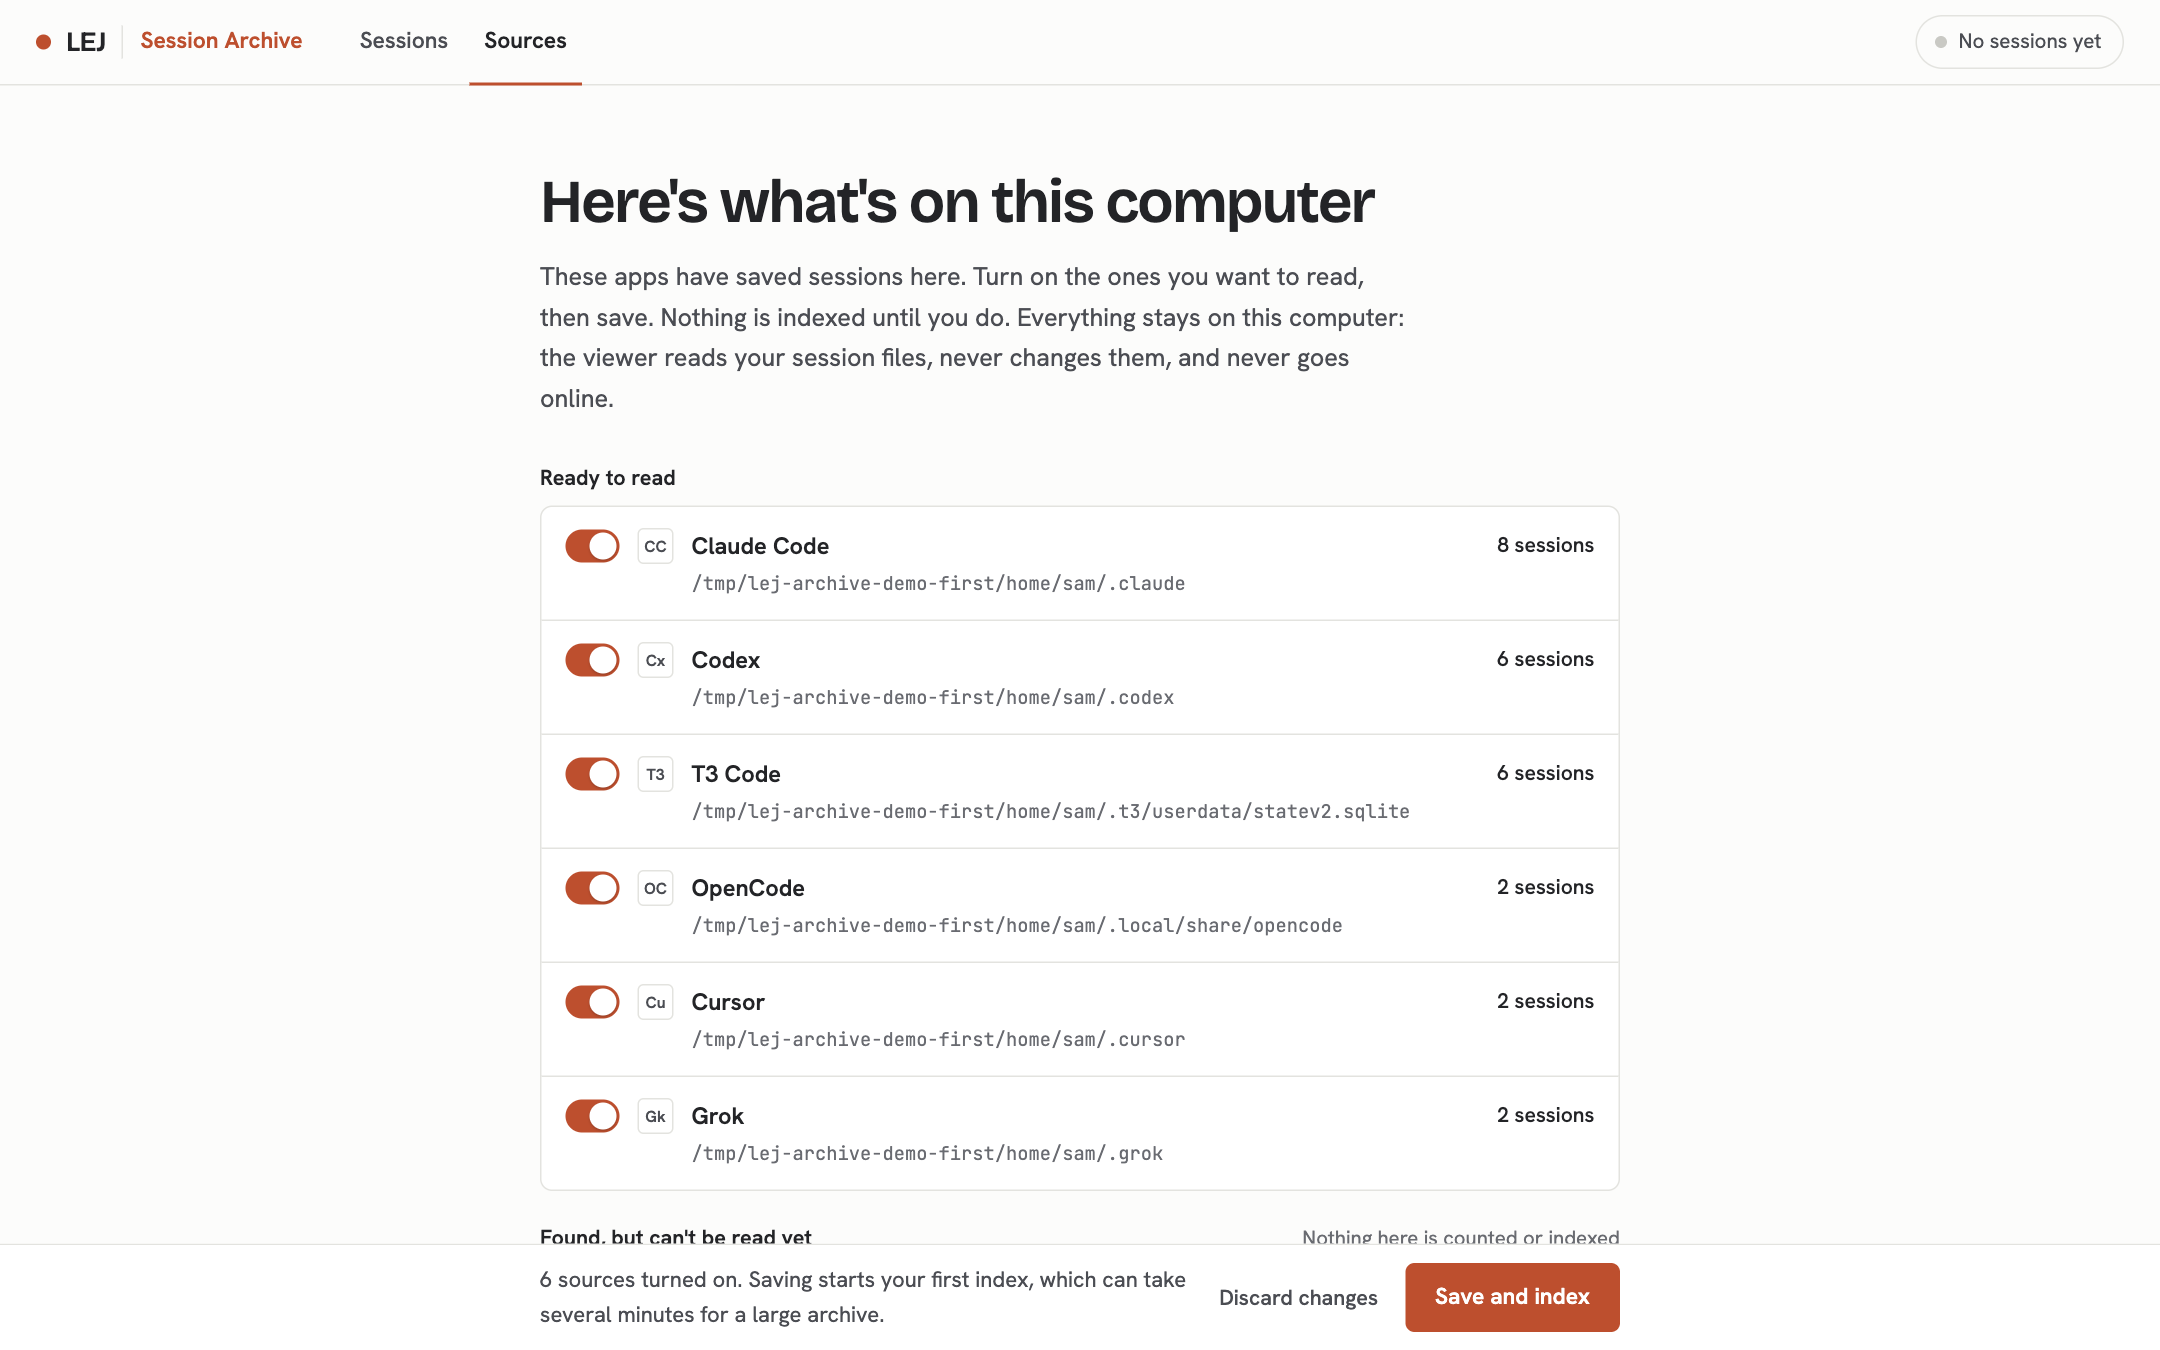 LEJ
Session Archive
Sessions
Sources
No sessions yet
Here's what's on this computer
These apps have saved sessions here. Turn on the ones you want to read,
then save. Nothing is indexed until you do. Everything stays on this computer:
the viewer reads your session files, never changes them, and never goes
online.
Ready to read
CC
Claude Code
8 sessions
/tmp/lej-archive-demo-first/home/sam/.claude
Cx
Codex
6 sessions
/tmp/lej-archive-demo-first/home/sam/.codex
T3
T3 Code
6 sessions
/tmp/lej-archive-demo-first/home/sam/.t3/userdata/statev2.sqlite
OC
OpenCode
2 sessions
/tmp/lej-archive-demo-first/home/sam/.local/share/opencode
Cu
Cursor
2 sessions
/tmp/lej-archive-demo-first/home/sam/.cursor
Gk
Grok
2 sessions
/tmp/lej-archive-demo-first/home/sam/.grok
Found, but can't be read yet
Nothing here is counted or indexed
6 sources turned on. Saving starts your first index, which can take
several minutes for a large archive.
Discard changes
Save and index